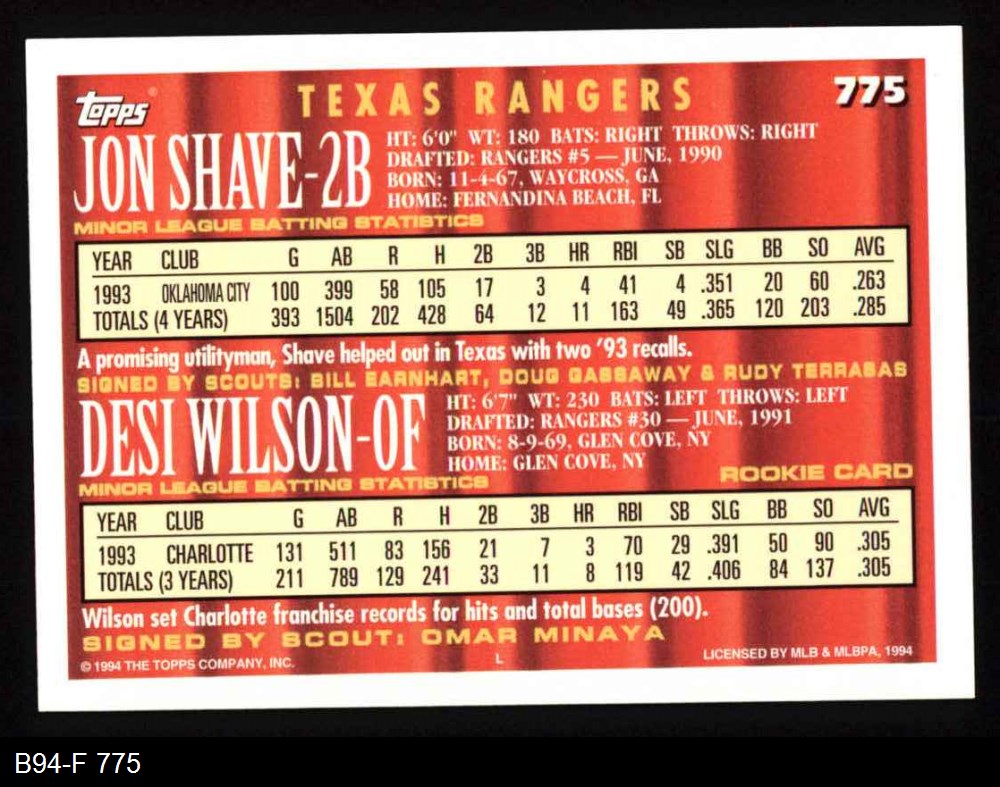 topps
TEXAS RANGERS
775
JON SHAVE-2B
HT: 6'0" WT: 180 BATS: RIGHT THROWS: RIGHT
DRAFTED: RANGERS #5 — JUNE, 1990
BORN: 11-4-67, WAYCROSS, GA
HOME: FERNANDINA BEACH, FL
MINOR LEAGUE BATTING STATISTICS
YEAR CLUB G AB R H 2B 3B HR RBI SB SLG BB SO AVG
1993 OKLAHOMA CITY 100 399 58 105 17 3 4 41 4 .351 20 60 .263
TOTALS (4 YEARS) 393 1504 202 428 64 12 11 163 49 .365 120 203 .285
A promising utilityman, Shave helped out in Texas with two '93 recalls.
SIGNED BY SCOUTS: BILL EARNHART, DOUG GASSAWAY & RUDY TERRASAS
DESI WILSON-OF
HT: 6'7" WT: 230 BATS: LEFT THROWS: LEFT
DRAFTED: RANGERS #30 — JUNE, 1991
BORN: 8-9-69, GLEN COVE, NY
HOME: GLEN COVE, NY
ROOKIE CARD
MINOR LEAGUE BATTING STATISTICS
YEAR CLUB G AB R H 2B 3B HR RBI SB SLG BB SO AVG
1993 CHARLOTTE 131 511 83 156 21 7 3 70 29 .391 50 90 .305
TOTALS (3 YEARS) 211 789 129 241 33 11 8 119 42 .406 84 137 .305
Wilson set Charlotte franchise records for hits and total bases (200).
SIGNED BY SCOUT: OMAR MINAYA
© 1994 THE TOPPS COMPANY, INC.
L
LICENSED BY MLB & MLBPA, 1994
B94-F 775